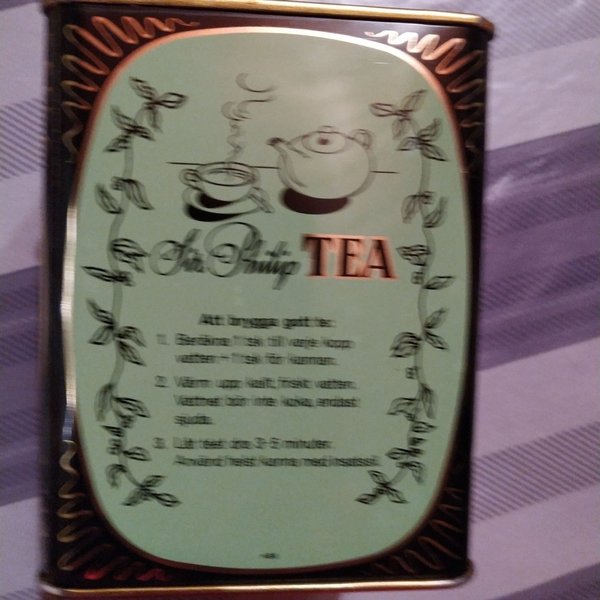 Sir Philip TEA
Att brygga gott te:
1. Beräkna 1 tsk till varje kopp
vatten + 1 tsk för kannan.
2. Värm upp kallt, friskt vatten.
Vattnet bör inte koka, endast
sjuda.
3. Låt teet dra 3-5 minuter.
Använd helst kanna med insatssil.